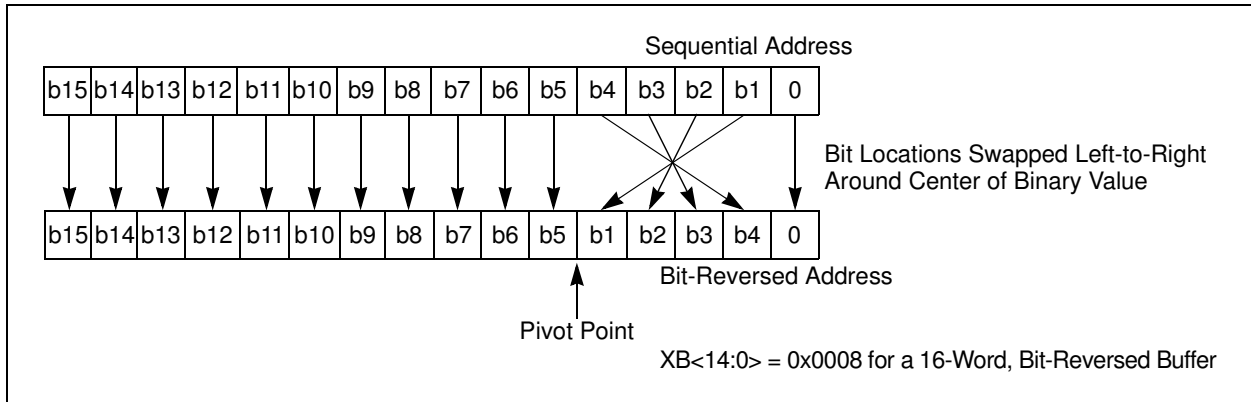 Sequential Address
b15 b14 b13 b12 b11 b10 b9 b8 b7 b6 b5 b4 b3 b2 b1 0
Bit Locations Swapped Left-to-Right
Around Center of Binary Value
b15 b14 b13 b12 b11 b10 b9 b8 b7 b6 b5 b1 b2 b3 b4 0
Bit-Reversed Address
Pivot Point
XB<14:0> = 0x0008 for a 16-Word, Bit-Reversed Buffer